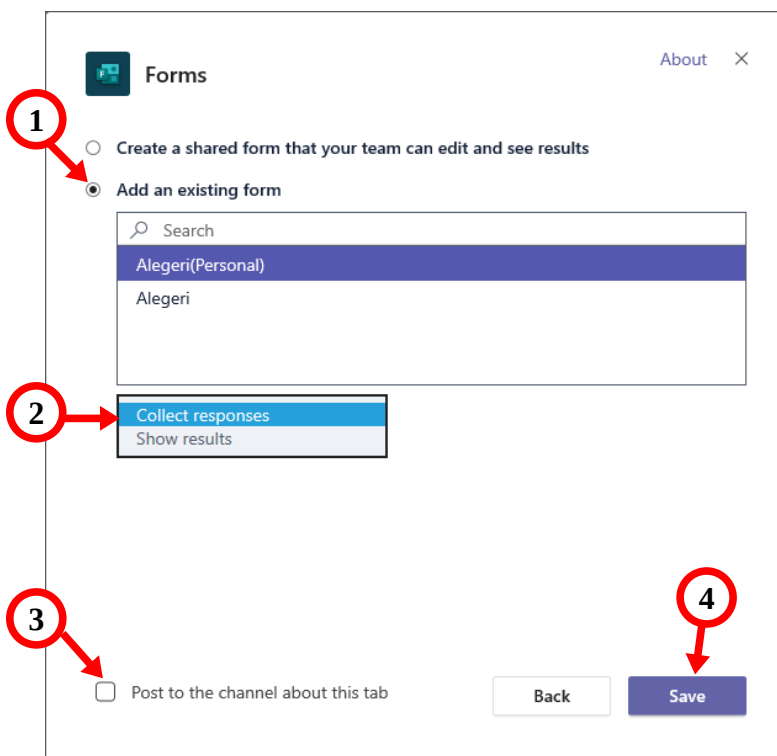 About
Forms
1
Create a shared form that your team can edit and see results
Add an existing form
Search
Alegeri(Personal)
Alegeri
2
Collect responses
Show results
3
4
Post to the channel about this tab
Back
Save